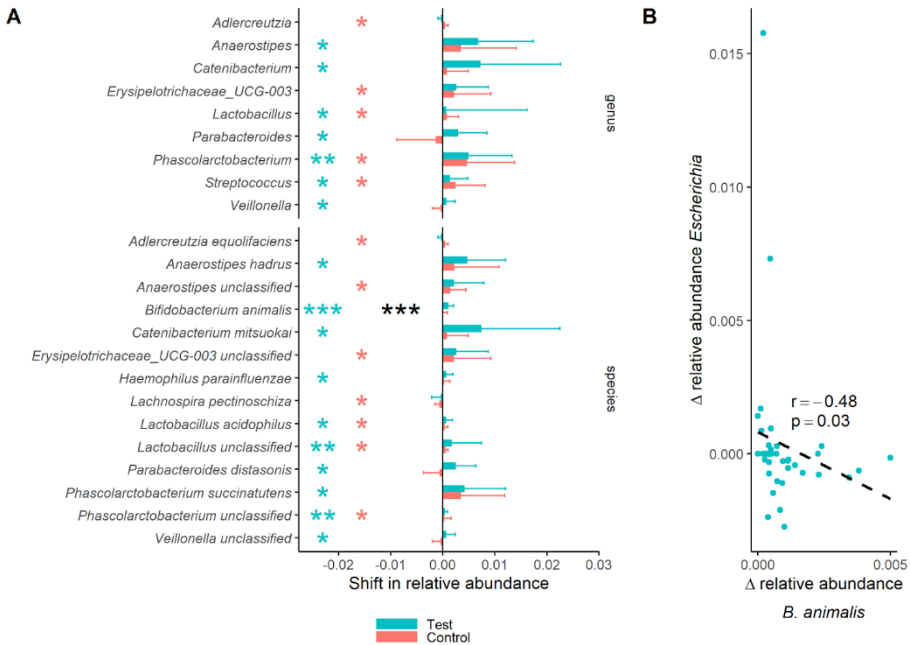 A
Adlercreutzia * *
Anaerostipes *
Catenibacterium *
Erysipelotrichaceae_UCG-003 *
Lactobacillus * *
Parabacteroides *
Phascolarctobacterium ** *
Streptococcus * *
Veillonella *
genus
Adlercreutzia equolifaciens *
Anaerostipes hadrus *
Anaerostipes unclassified *
Bifidobacterium animalis *** ***
Catenibacterium mitsuokai *
Erysipelotrichaceae_UCG-003 unclassified *
Haemophilus parainfluenzae *
Lachnospira pectinoschiza *
Lactobacillus acidophilus * *
Lactobacillus unclassified ** *
Parabacteroides distasonis *
Phascolarctobacterium succinatutens *
Phascolarctobacterium unclassified ** *
Veillonella unclassified *
species
-0.02 -0.01 0.00 0.01 0.02 0.03
Shift in relative abundance
Test
Control
B
Δ relative abundance Escherichia
0.015
0.010
0.005
0.000
r = −0.48
p = 0.03
0.000 0.005
Δ relative abundance
B. animalis